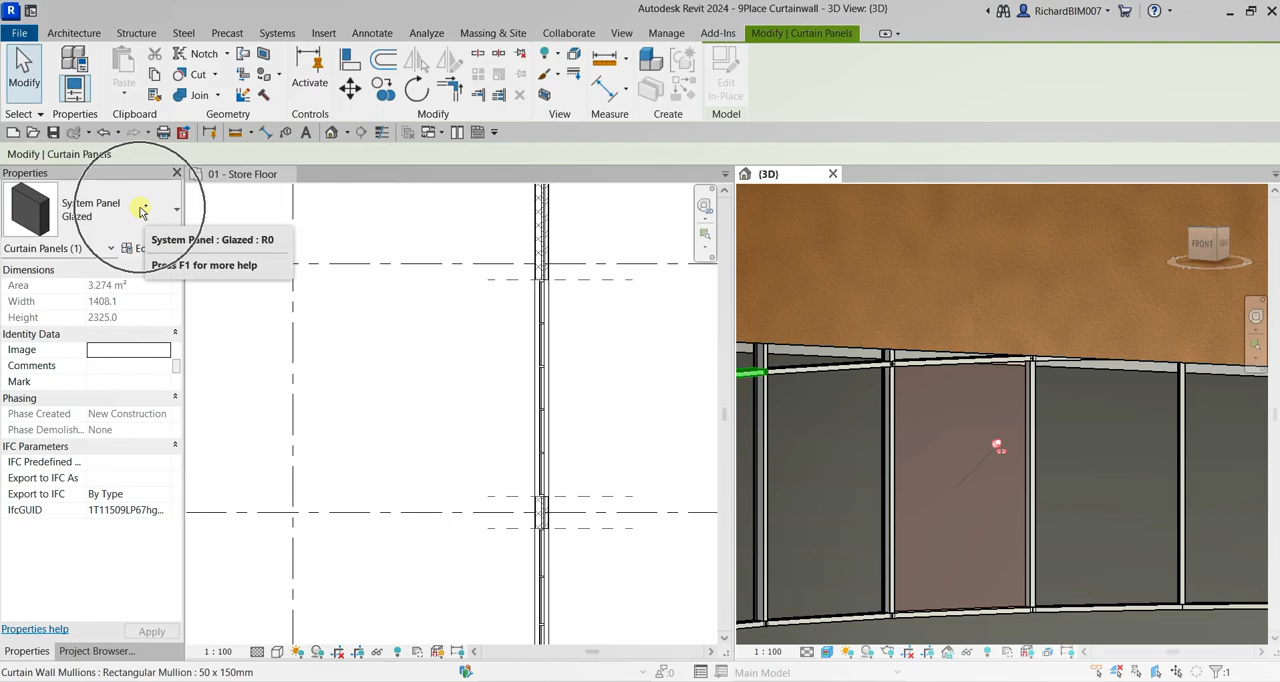 Autodesk Revit 2024 - 9Place Curtainwall - 3D View: {3D}
RichardBIM007
File Architecture Structure Steel Precast Systems Insert Annotate Analyze Massing & Site Collaborate View Manage Add-Ins Modify | Curtain Panels
Modify
Paste
Notch
Cut
Join
Activate
Edit
In-Place
Select Properties Clipboard Geometry Controls Modify View Measure Create Model
Modify | Curtain Panels
Properties
01 - Store Floor
{3D}
System Panel
Glazed
Curtain Panels (1)
System Panel : Glazed : R0
Press F1 for more help
Dimensions
Area 3.274 m²
Width 1408.1
Height 2325.0
Identity Data
Image
Comments
Mark
Phasing
Phase Created New Construction
Phase Demolish... None
IFC Parameters
IFC Predefined ...
Export to IFC As
Export to IFC By Type
IfcGUID 1T11509LP67hg...
FRONT
Properties help
Apply
Properties Project Browser...
1 : 100
1 : 100
Curtain Wall Mullions : Rectangular Mullion : 50 x 150mm
:0
Main Model
:1